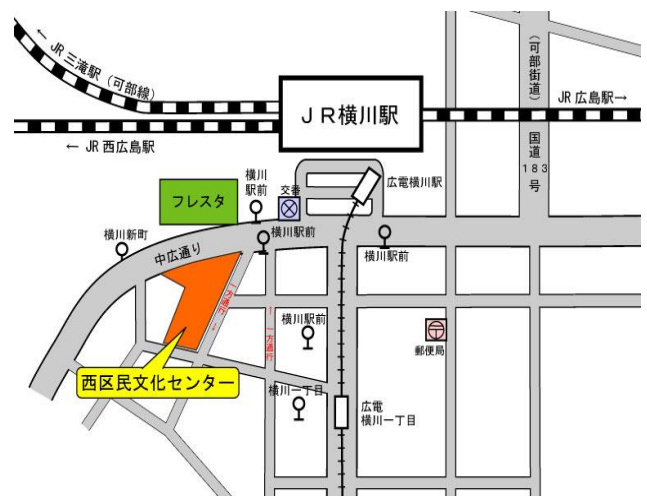 ← JR 三滝駅（可部線）
（可部街道）
JR 広島駅→
ＪＲ横川駅
← JR 西広島駅
国道183号
広電横川駅
横川
駅前
交番
フレスタ
横川新町
横川駅前
横川駅前
中広通り
一方通行 →
← 一方通行
横川駅前
郵便局
西区民文化センター
横川一丁目
広電
横川一丁目